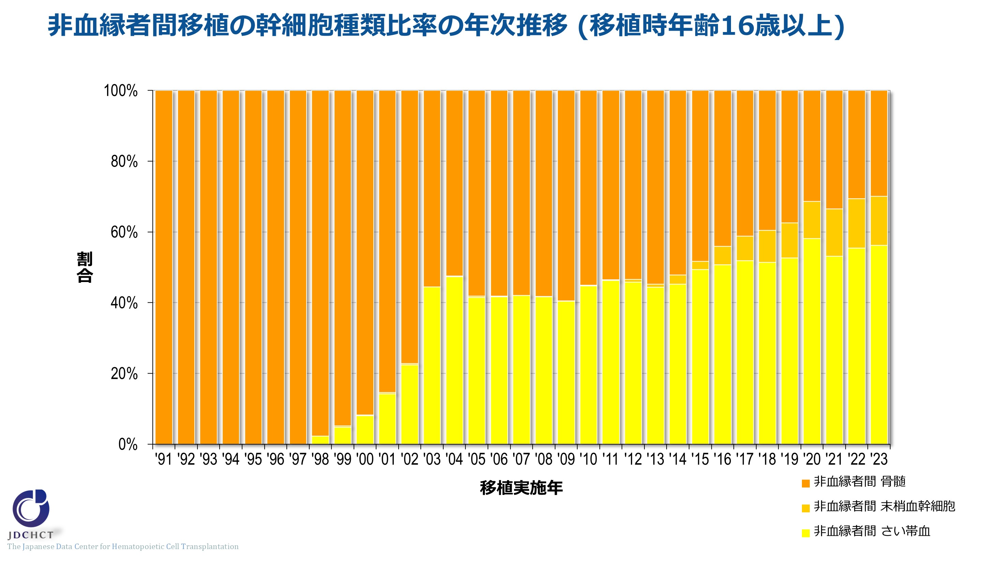 非血縁者間移植の幹細胞種類比率の年次推移 (移植時年齢16歳以上)
100%
80%
60%
40%
20%
0%
割合
'91 '92 '93 '94 '95 '96 '97 '98 '99 '00 '01 '02 '03 '04 '05 '06 '07 '08 '09 '10 '11 '12 '13 '14 '15 '16 '17 '18 '19 '20 '21 '22 '23
移植実施年
非血縁者間 骨髄
非血縁者間 末梢血幹細胞
非血縁者間 さい帯血
JDCHCT
The Japanese Data Center for Hematopoietic Cell Transplantation